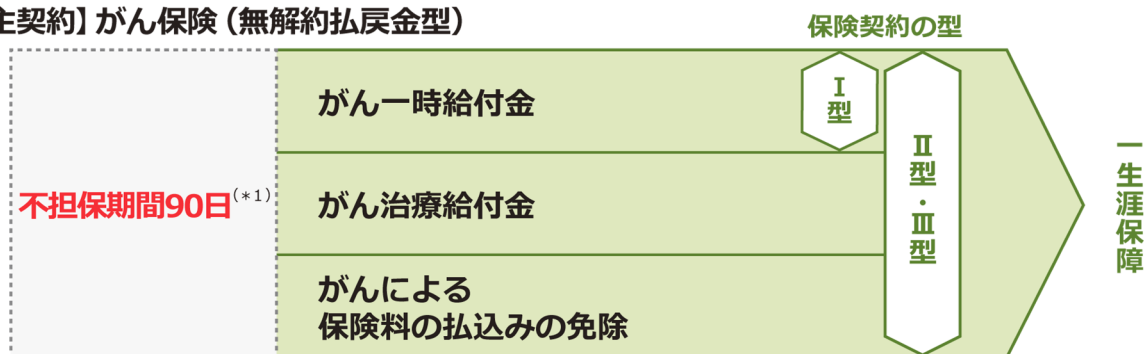 主契約】がん保険（無解約払戻金型）
保険契約の型
がん一時給付金
Ⅰ型
不担保期間90日(*1)
がん治療給付金
Ⅱ型・Ⅲ型
一生涯保障
がんによる
保険料の払込みの免除